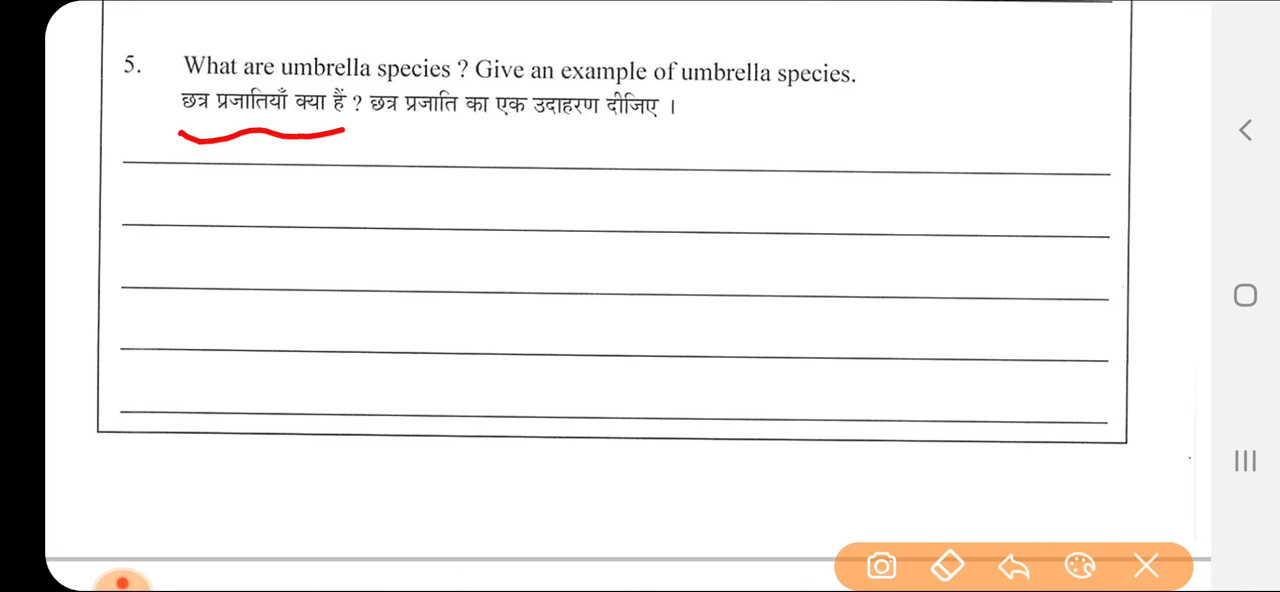 5. What are umbrella species ? Give an example of umbrella species.
छत्र प्रजातियाँ क्या हैं ? छत्र प्रजाति का एक उदाहरण दीजिए ।